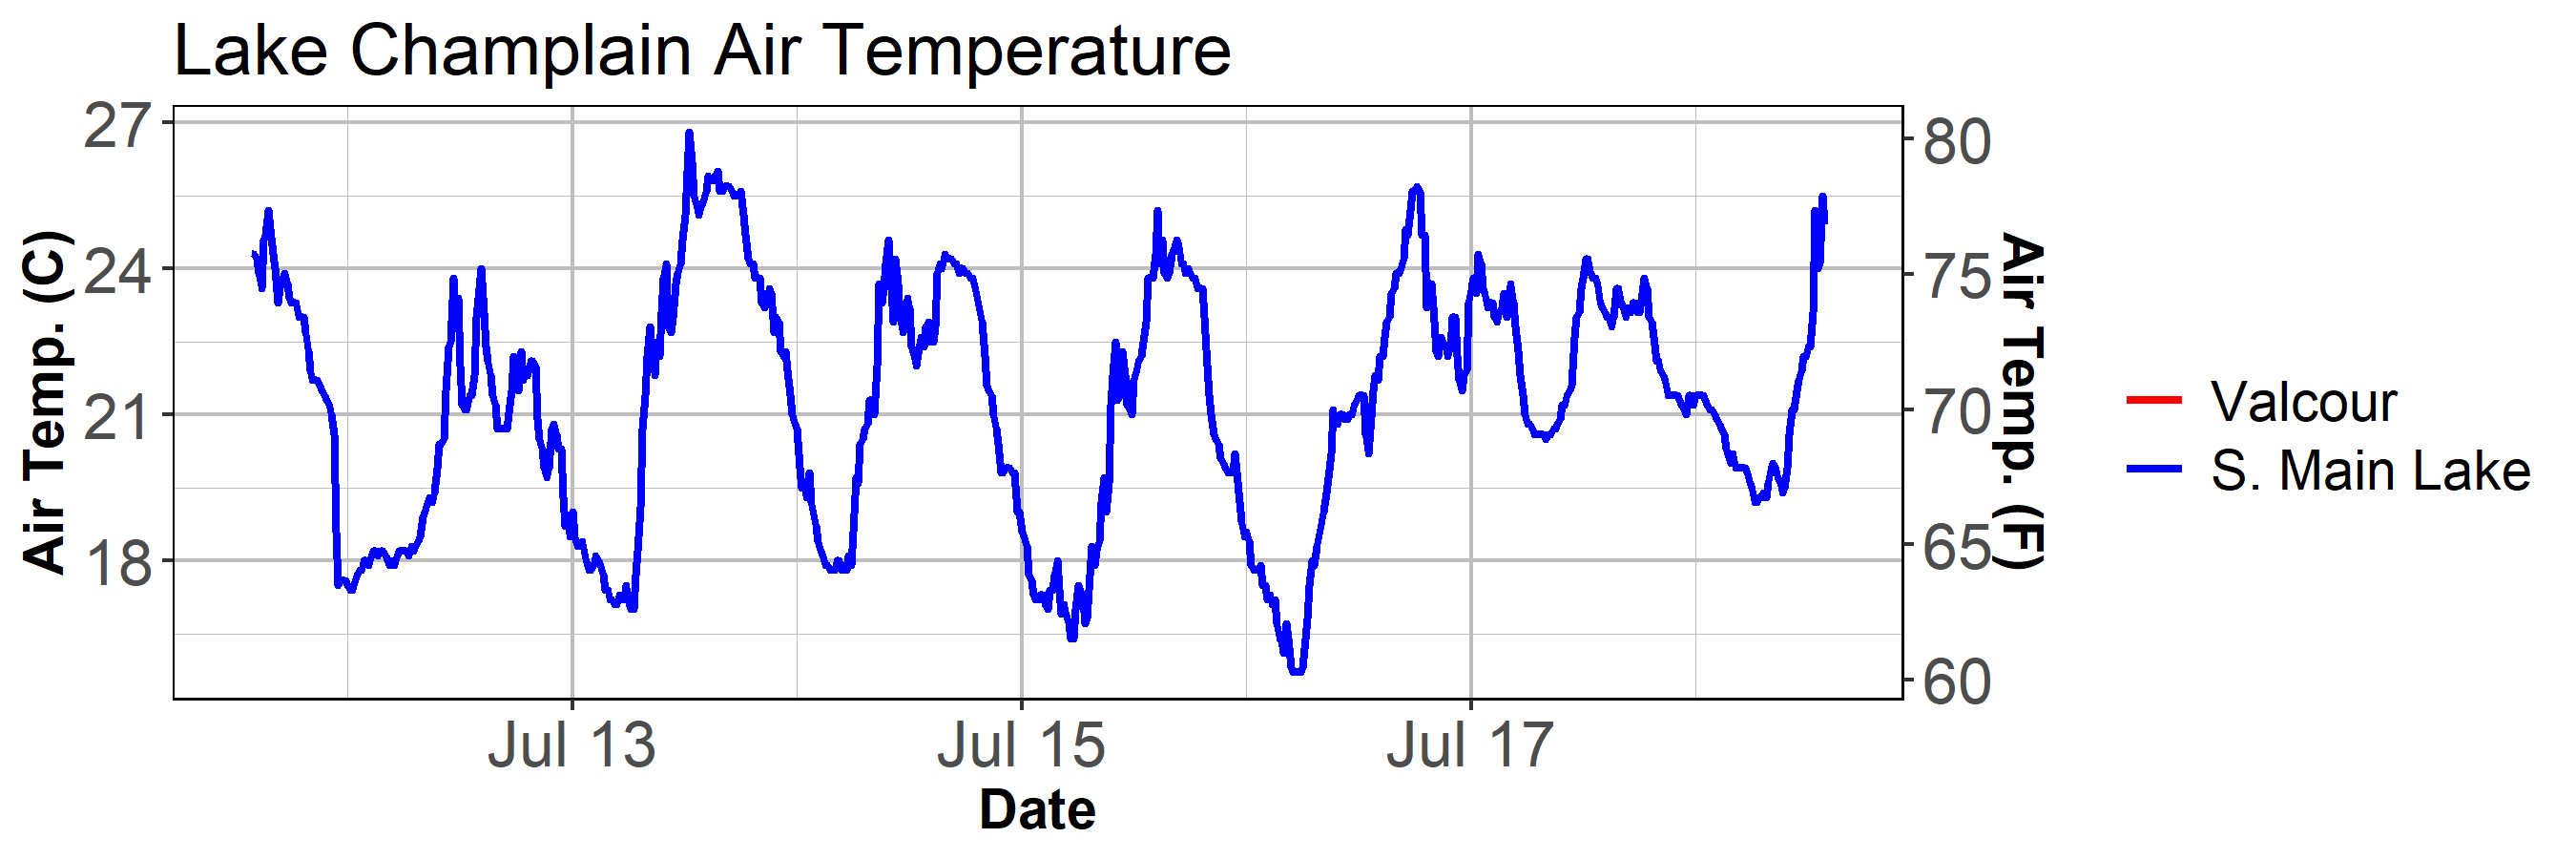 Lake Champlain Air Temperature
27
24
21
18
Air Temp. (C)
80
75
70
65
60
Air Temp. (F)
Jul 13
Jul 15
Jul 17
Date
Valcour
S. Main Lake